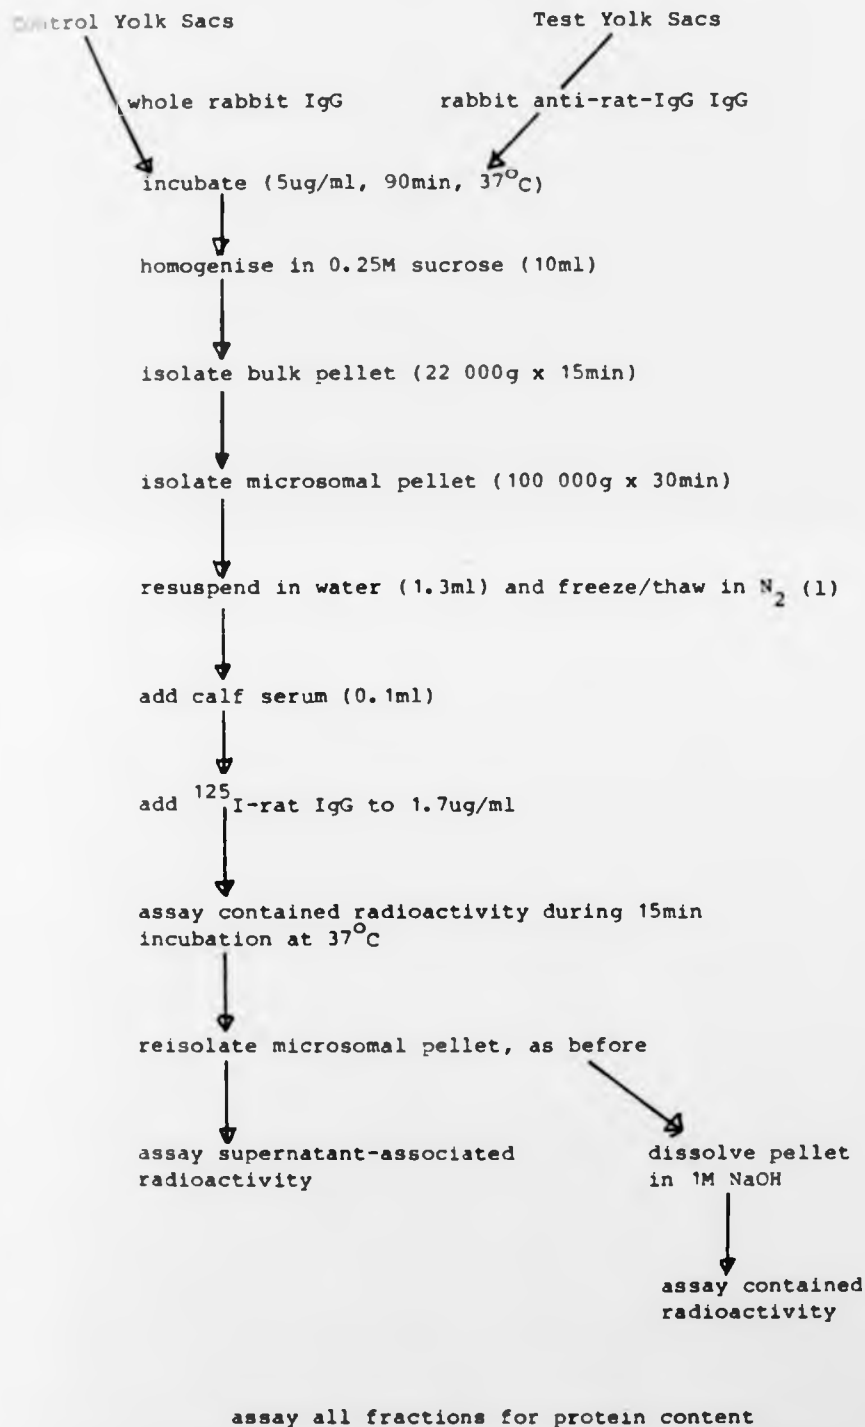 Control Yolk Sacs
Test Yolk Sacs
whole rabbit IgG
rabbit anti-rat-IgG IgG
incubate (5ug/ml, 90min, 37°C)
homogenise in 0.25M sucrose (10ml)
isolate bulk pellet (22 000g x 15min)
isolate microsomal pellet (100 000g x 30min)
resuspend in water (1.3ml) and freeze/thaw in N₂ (l)
add calf serum (0.1ml)
add ¹²⁵I-rat IgG to 1.7ug/ml
assay contained radioactivity during 15min
incubation at 37°C
reisolate microsomal pellet, as before
assay supernatant-associated
radioactivity
dissolve pellet
in 1M NaOH
assay contained
radioactivity
assay all fractions for protein content